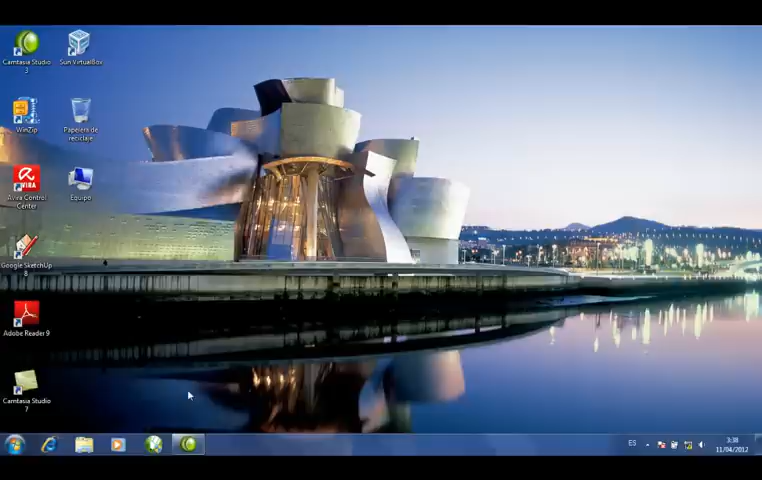 Camtasia Studio
3
Sun VirtualBox
WinZip
Papelera de
reciclaje
AVIRA
Avira Control
Center
Equipo
Google SketchUp
8
Adobe Reader 9
Camtasia Studio
7
ES
3:38
11/04/2012